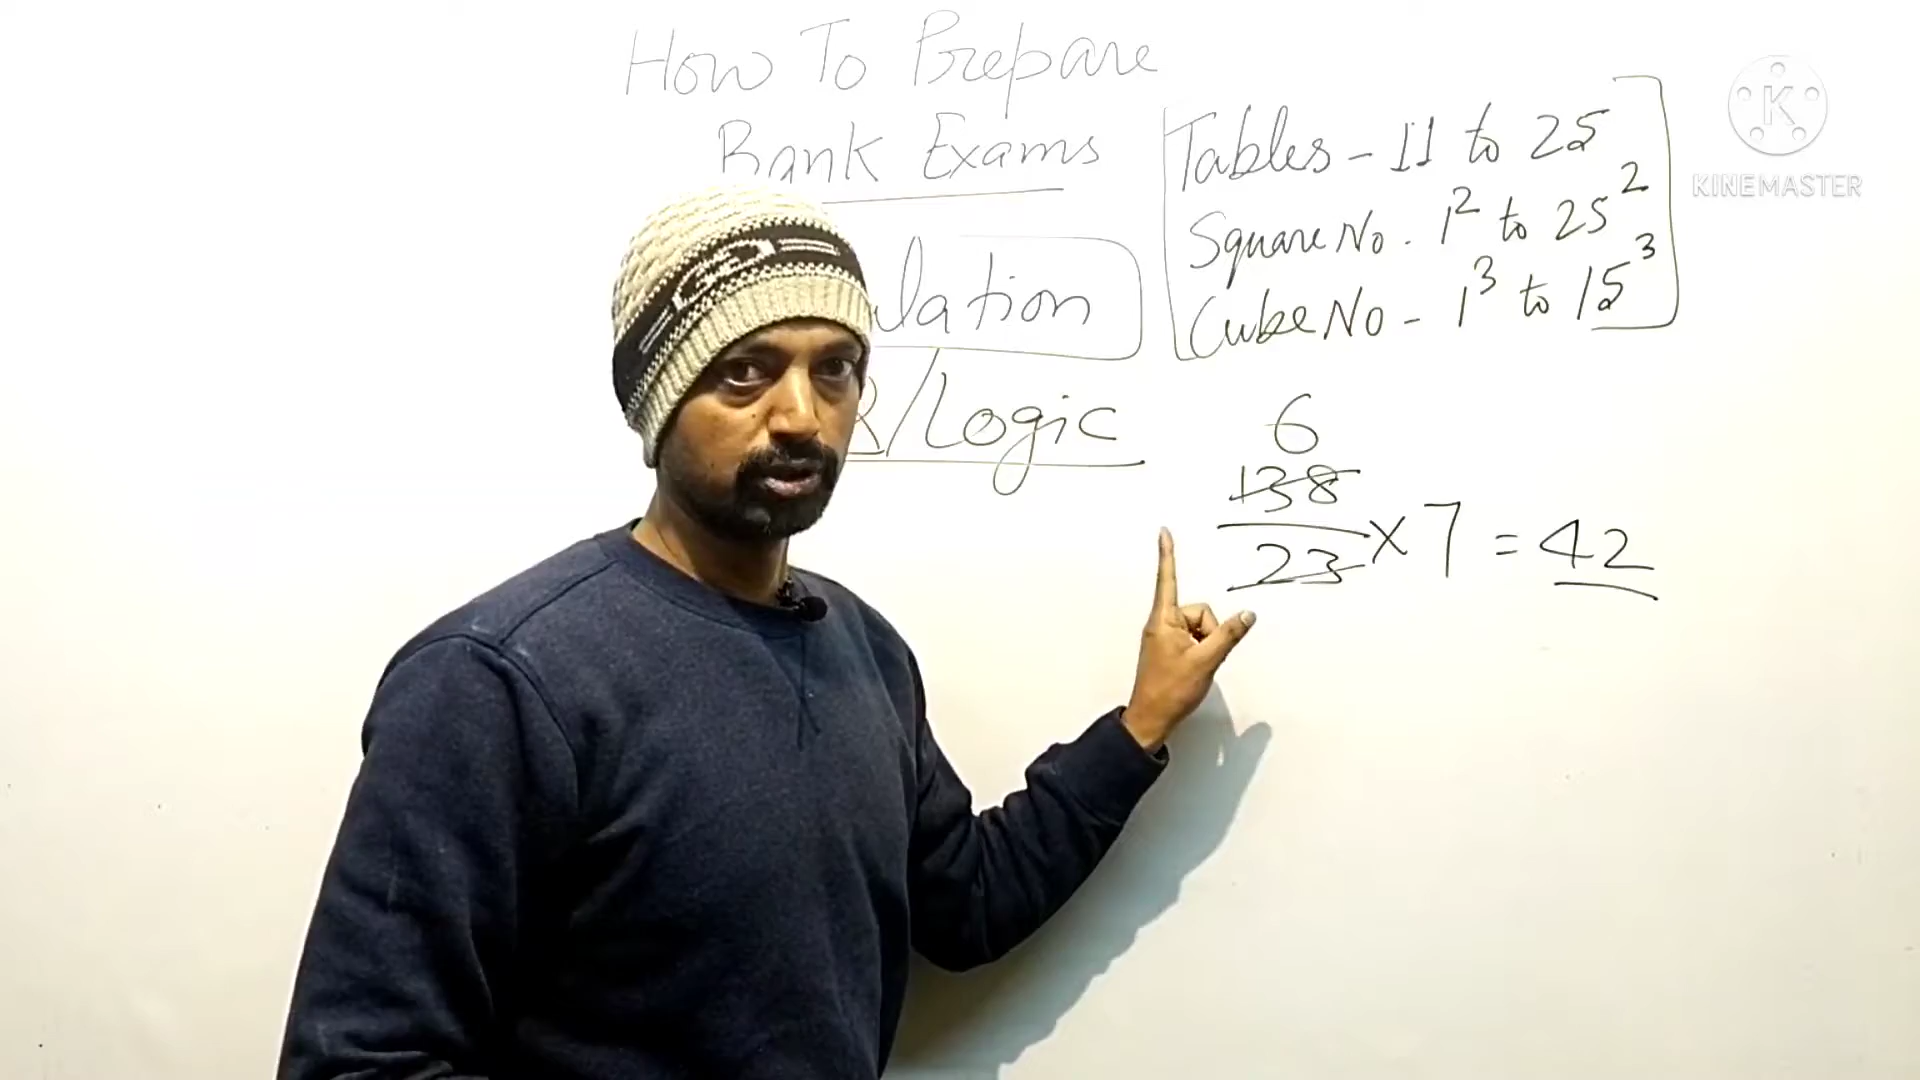 How To Prepare
Bank Exams
Tables - 11 to 25
Square No. 1² to 25²
Cube No - 1³ to 15³
/Logic
6
138
23 × 7 = 42
K
KINEMASTER